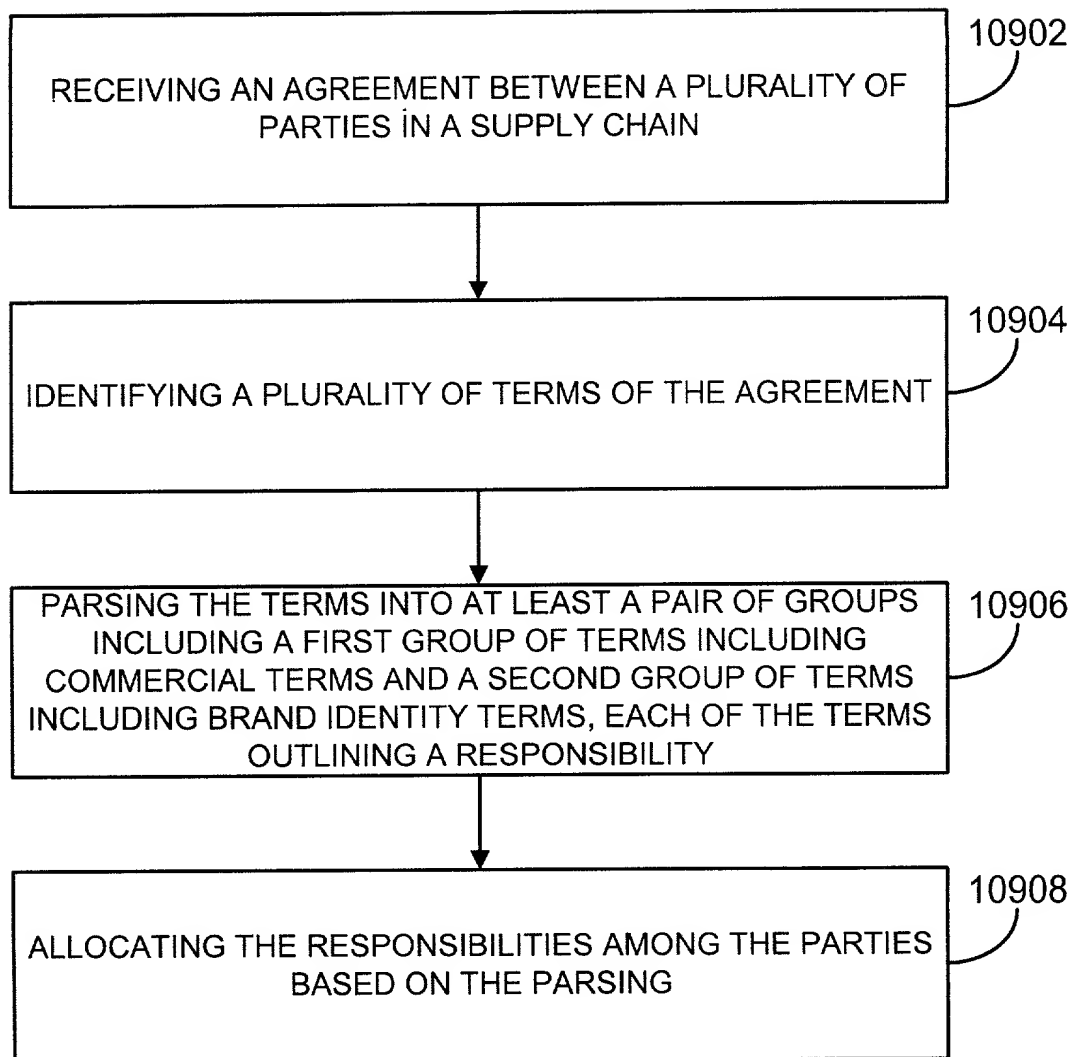 10902
RECEIVING AN AGREEMENT BETWEEN A PLURALITY OF
PARTIES IN A SUPPLY CHAIN
10904
IDENTIFYING A PLURALITY OF TERMS OF THE AGREEMENT
10906
PARSING THE TERMS INTO AT LEAST A PAIR OF GROUPS
INCLUDING A FIRST GROUP OF TERMS INCLUDING
COMMERCIAL TERMS AND A SECOND GROUP OF TERMS
INCLUDING BRAND IDENTITY TERMS, EACH OF THE TERMS
OUTLINING A RESPONSIBILITY
10908
ALLOCATING THE RESPONSIBILITIES AMONG THE PARTIES
BASED ON THE PARSING